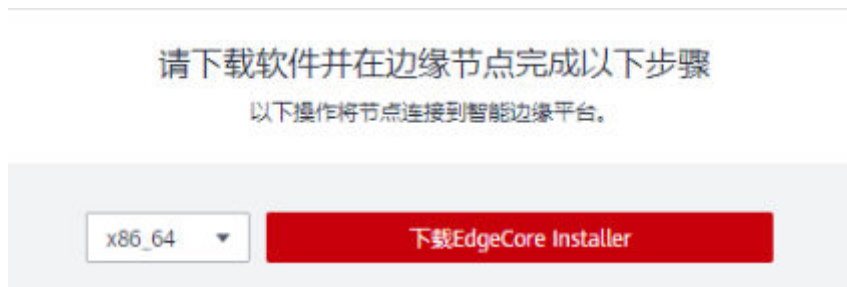 请下载软件并在边缘节点完成以下步骤
以下操作将节点连接到智能边缘平台。
x86_64 下载EdgeCore Installer